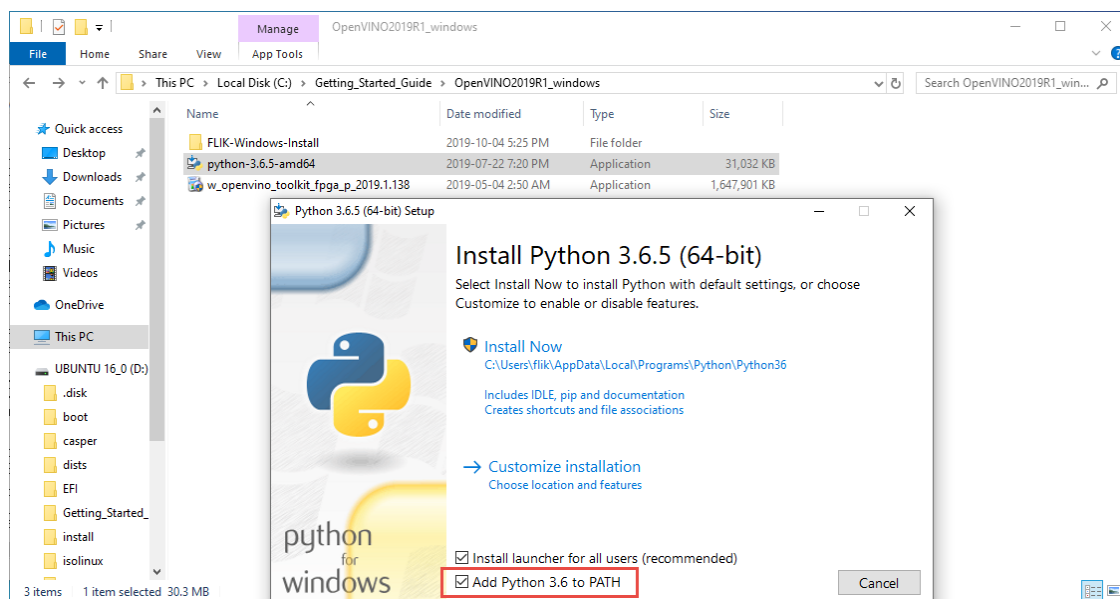 Manage
OpenVINO2019R1_windows
File
Home
Share
View
App Tools
This PC
Local Disk (C:)
Getting_Started_Guide
OpenVINO2019R1_windows
Search OpenVINO2019R1_win...
Name
Date modified
Type
Size
FLIK-Windows-Install
2019-10-04 5:25 PM
File folder
python-3.6.5-amd64
2019-07-22 7:20 PM
Application
31,032 KB
w_openvino_toolkit_fpga_p_2019.1.138
2019-05-04 2:50 AM
Application
1,647,901 KB
Quick access
Desktop
Downloads
Documents
Pictures
Music
Videos
OneDrive
This PC
UBUNTU 16_0 (D:)
.disk
boot
casper
dists
EFI
Getting_Started_
install
isolinux
3 items
1 item selected 30.3 MB
Python 3.6.5 (64-bit) Setup
Install Python 3.6.5 (64-bit)
Select Install Now to install Python with default settings, or choose
Customize to enable or disable features.
Install Now
C:\Users\flik\AppData\Local\Programs\Python\Python36
Includes IDLE, pip and documentation
Creates shortcuts and file associations
Customize installation
Choose location and features
Install launcher for all users (recommended)
Add Python 3.6 to PATH
Cancel
python
for
windows